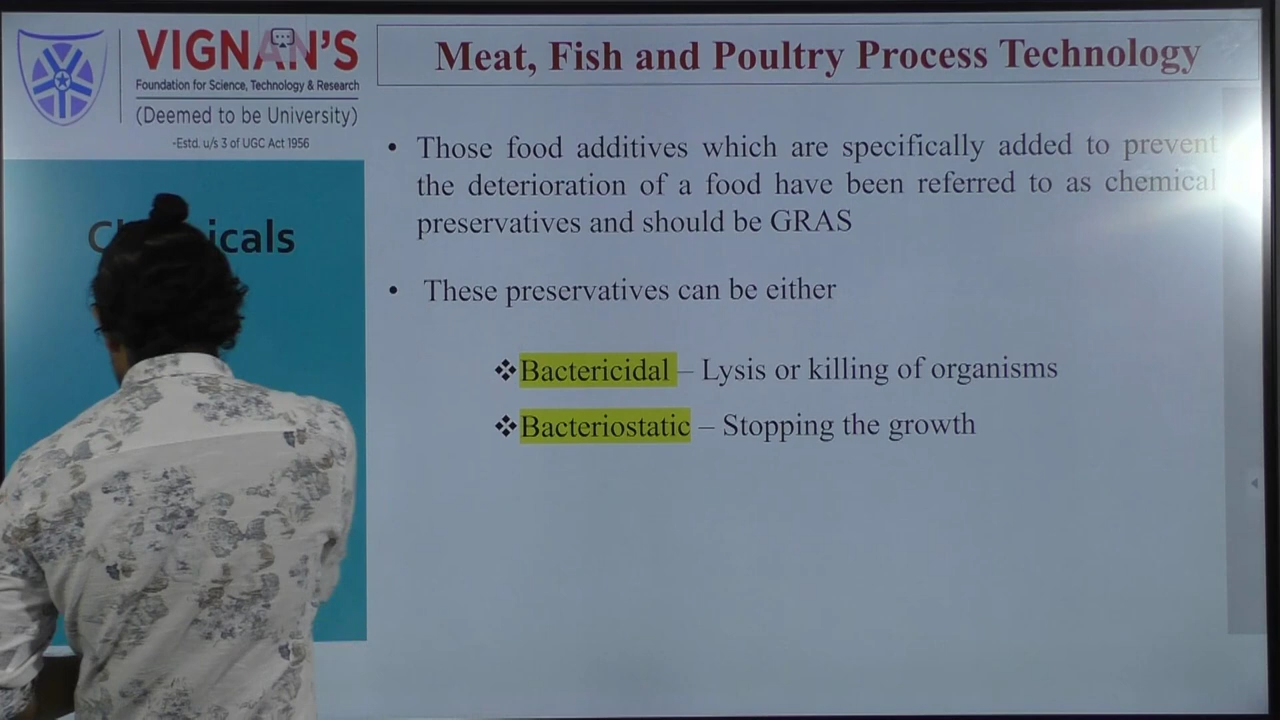 VIGNAN'S
Foundation for Science, Technology & Research
(Deemed to be University)
-Estd. u/s 3 of UGC Act 1956
Meat, Fish and Poultry Process Technology
• Those food additives which are specifically added to prevent
the deterioration of a food have been referred to as chemical
preservatives and should be GRAS
• These preservatives can be either
❖Bactericidal – Lysis or killing of organisms
❖Bacteriostatic – Stopping the growth